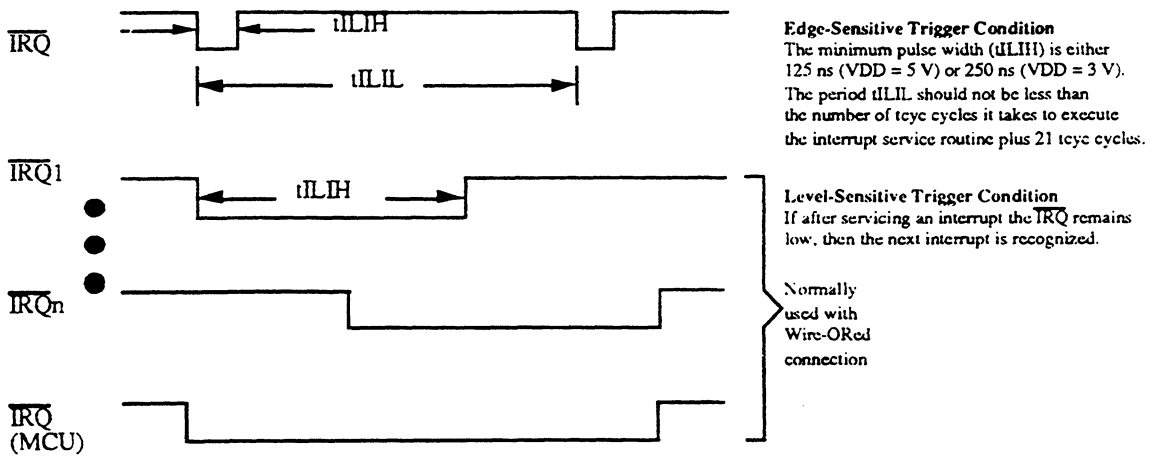 IRQ
tILIH
tILIL
Edge-Sensitive Trigger Condition
The minimum pulse width (tILIH) is either
125 ns (VDD = 5 V) or 250 ns (VDD = 3 V).
The period tILIL should not be less than
the number of tcyc cycles it takes to execute
the interrupt service routine plus 21 tcyc cycles.
IRQ1
tILIH
Level-Sensitive Trigger Condition
If after servicing an interrupt the IRQ remains
low, then the next interrupt is recognized.
IRQn
Normally
used with
Wire-ORed
connection
IRQ
(MCU)